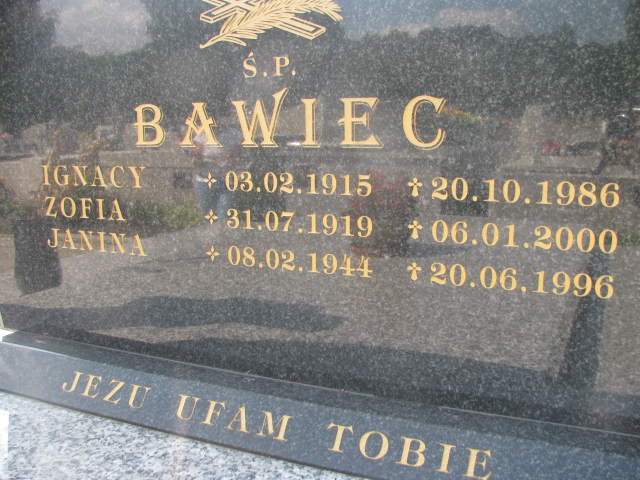 Ś.P.
BAWIEC
IGNACY + 03.02.1915 ✝ 20.10.1986
ZOFIA + 31.07.1919 ✝ 06.01.2000
JANINA + 08.02.1944 ✝ 20.06.1996
JEZU UFAM TOBIE